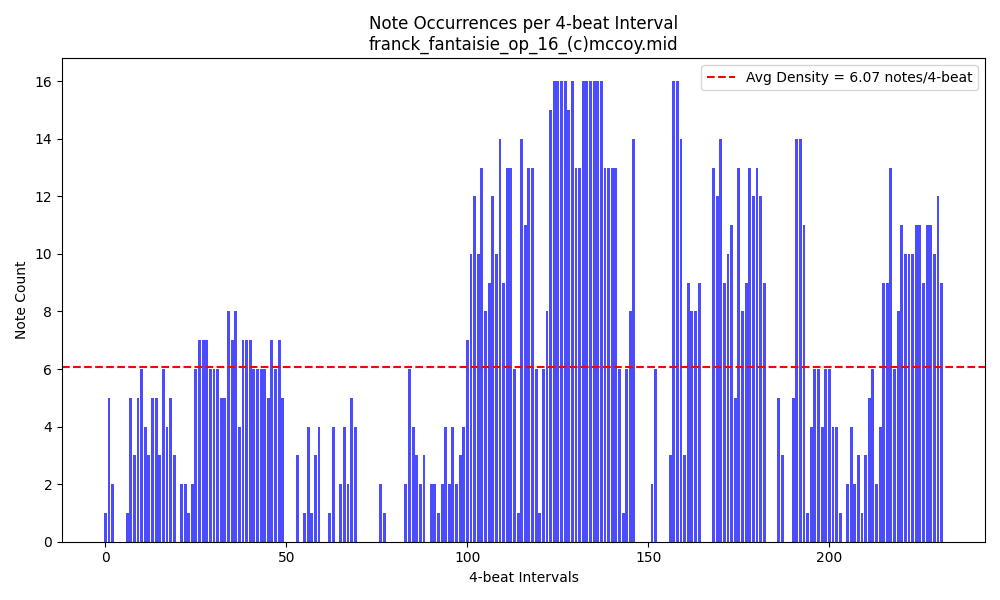 Note Occurrences per 4-beat Interval
franck_fantaisie_op_16_(c)mccoy.mid
Avg Density = 6.07 notes/4-beat
Note Count
16
14
12
10
8
6
4
2
0
0
50
100
150
200
4-beat Intervals